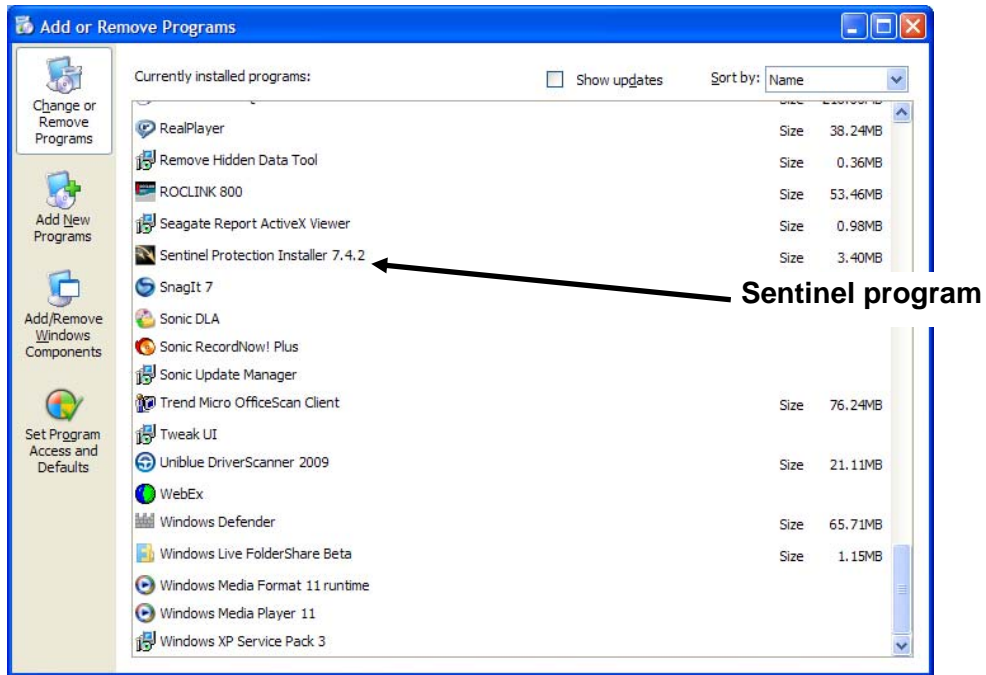 Add or Remove Programs
Change or
Remove
Programs
Add New
Programs
Add/Remove
Windows
Components
Set Program
Access and
Defaults
Currently installed programs:
Show updates
Sort by: Name
RealPlayer Size 38.24MB
Remove Hidden Data Tool Size 0.36MB
ROCLINK 800 Size 53.46MB
Seagate Report ActiveX Viewer Size 0.98MB
Sentinel Protection Installer 7.4.2 Size 3.40MB
Sentinel program
SnagIt 7
Sonic DLA
Sonic RecordNow! Plus
Sonic Update Manager
Trend Micro OfficeScan Client Size 76.24MB
Tweak UI
Uniblue DriverScanner 2009 Size 21.11MB
WebEx
Windows Defender Size 65.71MB
Windows Live FolderShare Beta Size 1.15MB
Windows Media Format 11 runtime
Windows Media Player 11
Windows XP Service Pack 3